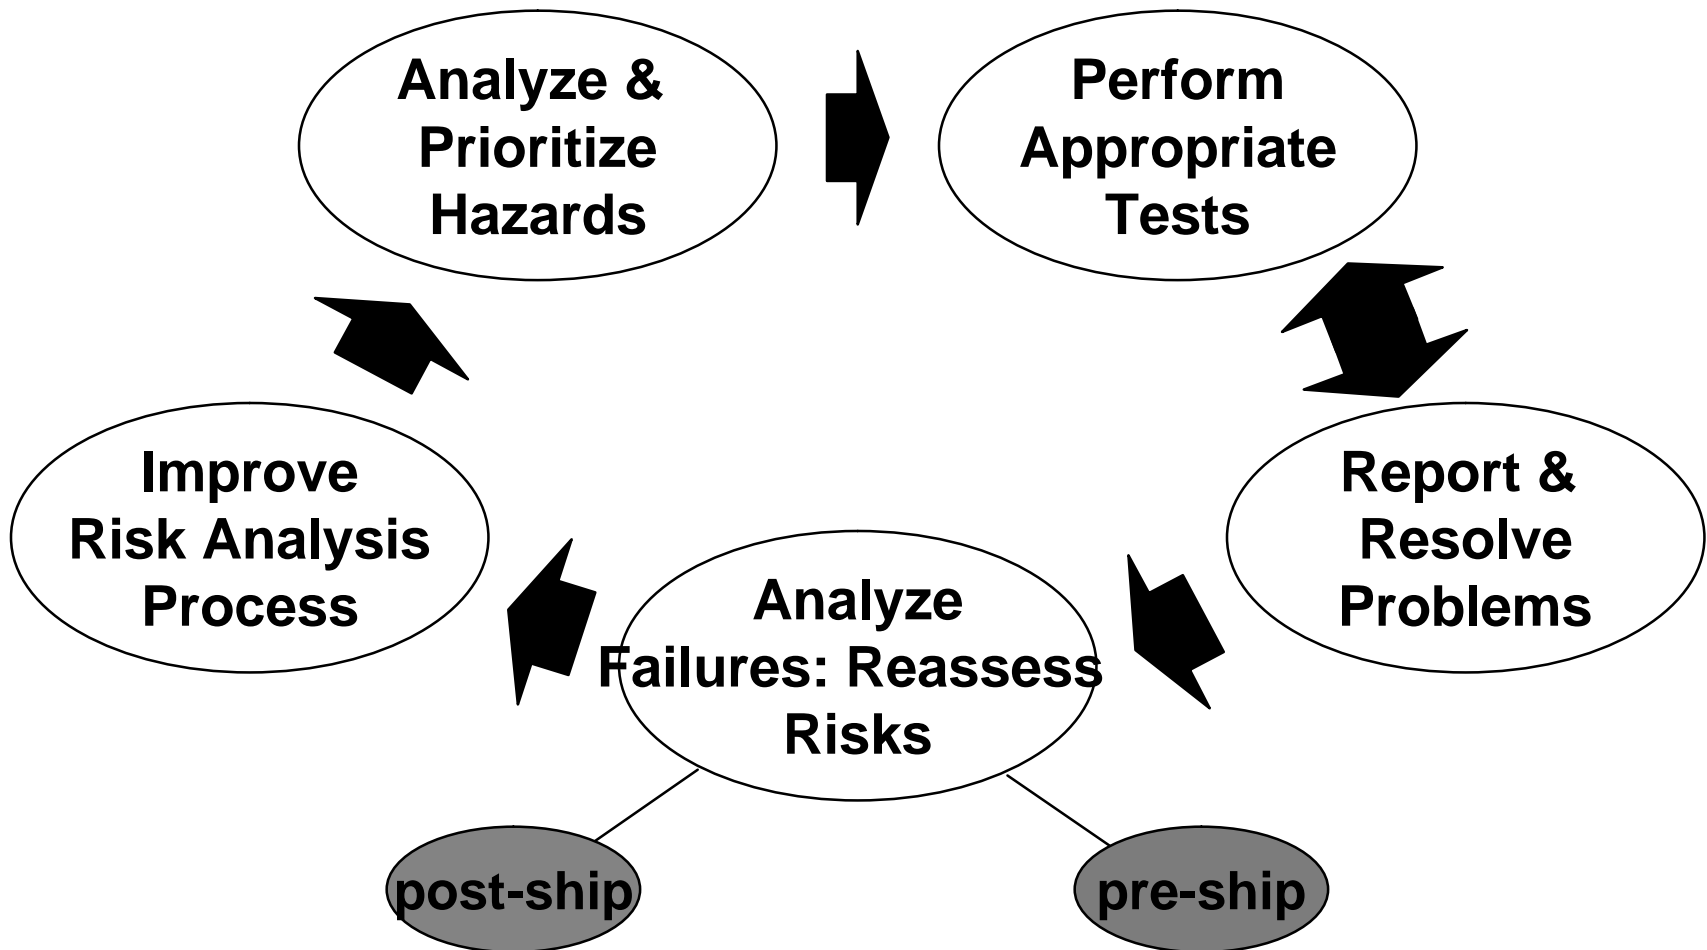 Analyze &
Prioritize
Hazards
Perform
Appropriate
Tests
Improve
Risk Analysis
Process
Report &
Resolve
Problems
Analyze
Failures: Reassess
Risks
post-ship
pre-ship